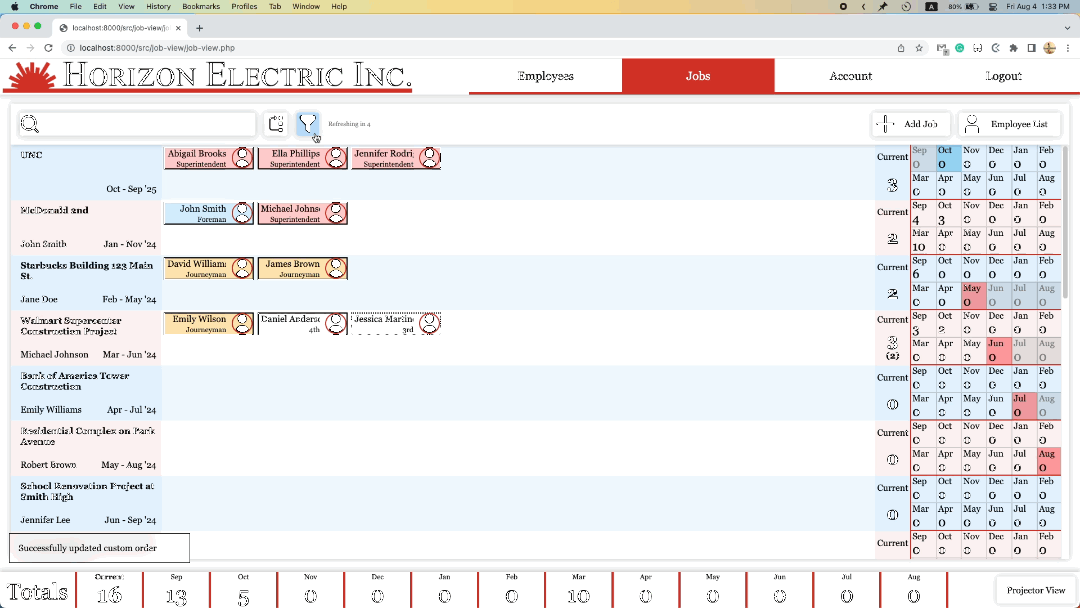 Chrome File Edit View History Bookmarks Profiles Tab Window Help
A 80% Fri Aug 4 1:33 PM
localhost:8000/src/job-view/jo
localhost:8000/src/job-view/job-view.php
HORIZON ELECTRIC INC.
Employees Jobs Account Logout
Refreshing in 4
Add Job Employee List
UNC
Oct - Sep '25
Abigail Brooks Superintendent
Ella Phillips Superintendent
Jennifer Rodri Superintendent
Current 3
Sep Oct Nov Dec Jan Feb
0 0 0 0 0 0
Mar Apr May Jun Jul Aug
0 0 0 0 0 0
McDonald 2nd
John Smith Jan - Nov '24
John Smith Foreman
Michael Johns Superintendent
Current 2
Sep Oct Nov Dec Jan Feb
4 3 0 0 0 0
Mar Apr May Jun Jul Aug
10 0 0 0 0 0
Starbucks Building 123 Main
St.
Jane Doe Feb - May '24
David William Journeyman
James Brown Journeyman
Current 2
Sep Oct Nov Dec Jan Feb
6 0 0 0 0 0
Mar Apr May Jun Jul Aug
0 0 0 0 0 0
Walmart Supercenter
Construction Project
Michael Johnson Mar - Jun '24
Emily Wilson Journeyman
Daniel Anders 4th
Jessica Martin 3rd
Current 3 (2)
Sep Oct Nov Dec Jan Feb
3 2 0 0 0 0
Mar Apr May Jun Jul Aug
0 0 0 0 0 0
Bank of America Tower
Construction
Emily Williams Apr - Jul '24
Current 0
Sep Oct Nov Dec Jan Feb
0 0 0 0 0 0
Mar Apr May Jun Jul Aug
0 0 0 0 0 0
Residential Complex on Park
Avenue
Robert Brown May - Aug '24
Current 0
Sep Oct Nov Dec Jan Feb
0 0 0 0 0 0
Mar Apr May Jun Jul Aug
0 0 0 0 0 0
School Renovation Project at
Smith High
Jennifer Lee Jun - Sep '24
Current 0
Sep Oct Nov Dec Jan Feb
0 0 0 0 0 0
Mar Apr May Jun Jul Aug
0 0 0 0 0 0
Current
Sep Oct Nov Dec Jan Feb
0 0 0 0 0 0
Successfully updated custom order
Totals
Current Sep Oct Nov Dec Jan Feb Mar Apr May Jun Jul Aug
16 13 5 0 0 0 0 10 0 0 0 0 0
Projector View